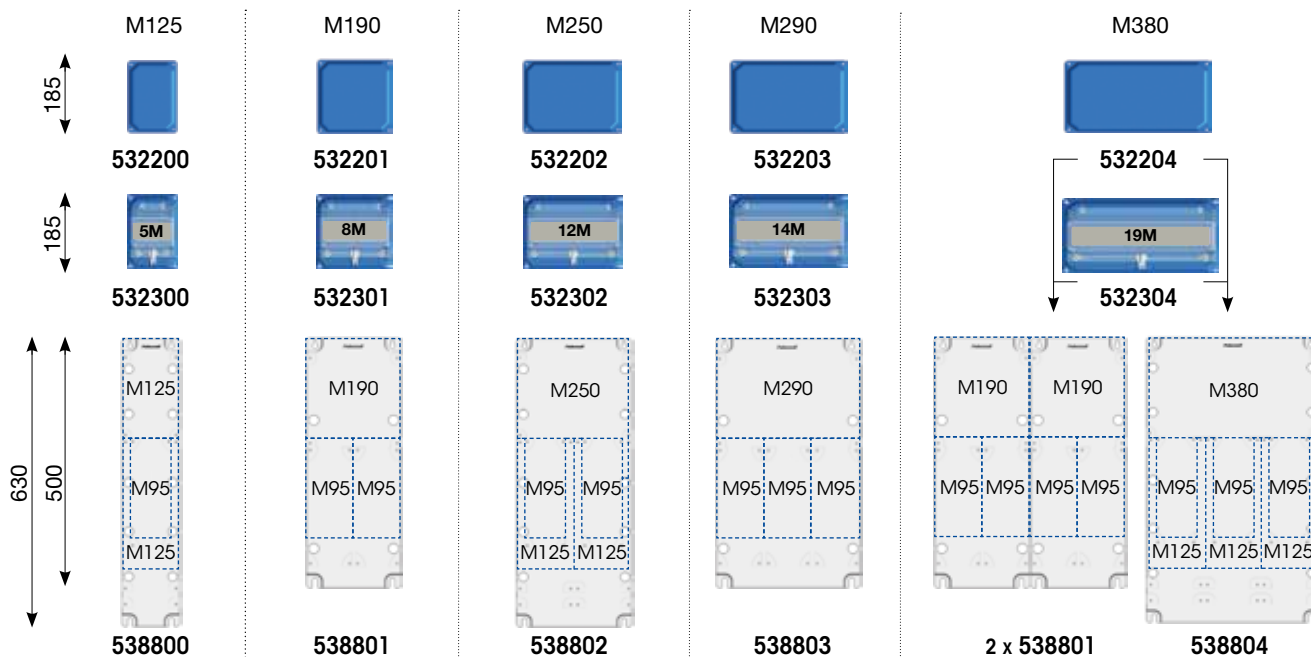 M125 M190 M250 M290 M380
185
532200 532201 532202 532203 532204
185
5M 8M 12M 14M 19M
532300 532301 532302 532303 532304
630
500
M125 M190 M250 M290 M190 M190 M380
M95 M95 M95 M95 M95 M95 M95 M95 M95 M95 M95 M95 M95 M95 M95
M125 M125 M125 M125 M125 M125
538800 538801 538802 538803 2 x 538801 538804